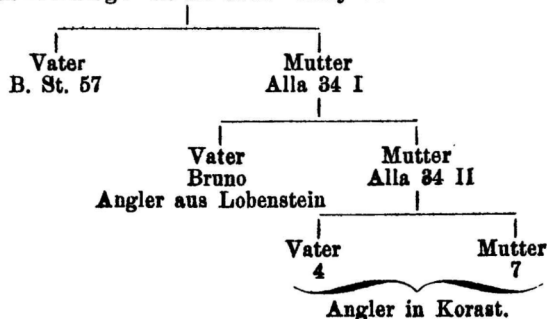 Vater Mutter
B. St. 57 Alla 34 I
Vater Mutter
Bruno Alla 34 II
Angler aus Lobenstein
Vater Mutter
4 7
Angler in Korast.